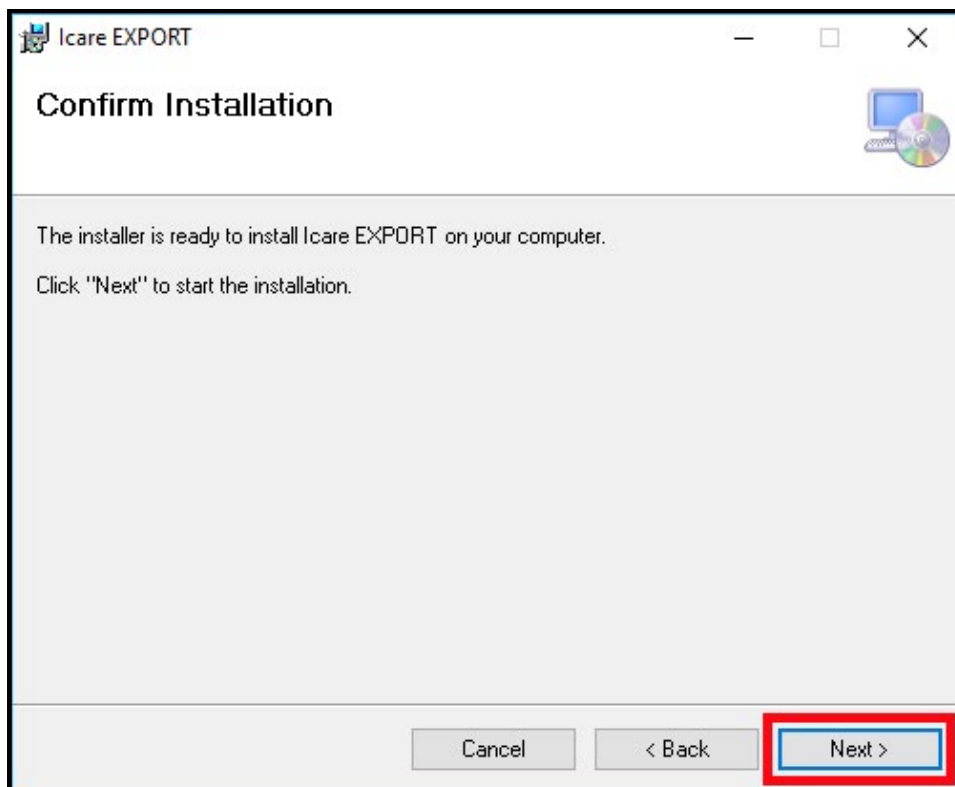 Icare EXPORT
Confirm Installation
The installer is ready to install Icare EXPORT on your computer.
Click "Next" to start the installation.
Cancel
< Back
Next >